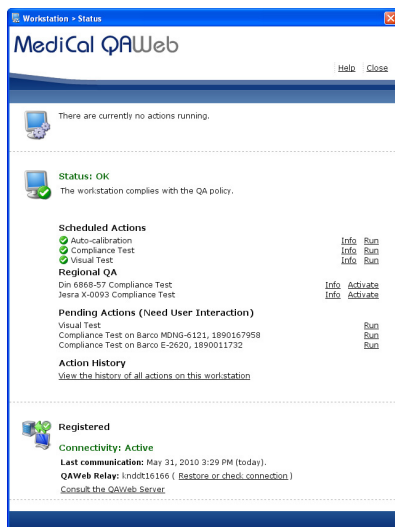 Workstation > Status
MediCal QAWeb
Help Close
There are currently no actions running.
Status: OK
The workstation complies with the QA policy.
Scheduled Actions
Auto-calibration Info Run
Compliance Test Info Run
Visual Test Info Run
Regional QA
Din 6868-57 Compliance Test Info Activate
Jesra X-0093 Compliance Test Info Activate
Pending Actions (Need User Interaction)
Visual Test Run
Compliance Test on Barco MDNG-6121, 1890167958 Run
Compliance Test on Barco E-2620, 1890011732 Run
Action History
View the history of all actions on this workstation
Registered
Connectivity: Active
Last communication: May 31, 2010 3:29 PM (today).
QAWeb Relay: knddt16166 ( Restore or check connection )
Consult the QAWeb Server